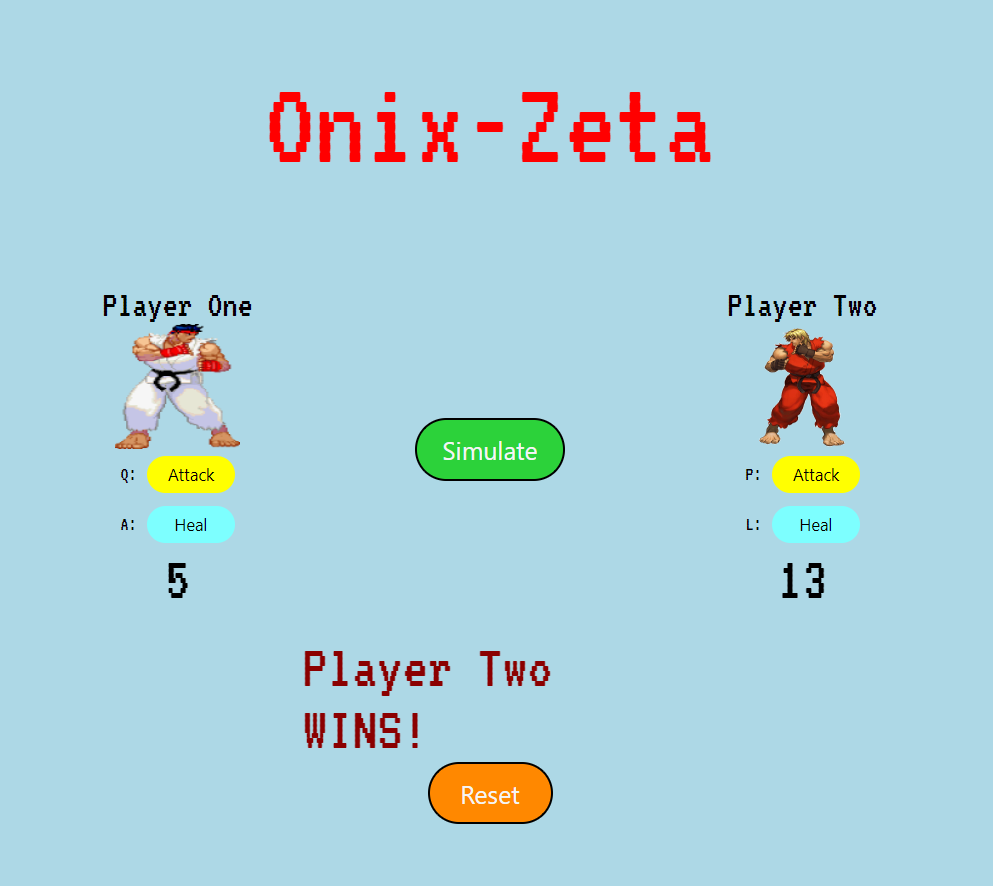 Onix-Zeta
Player One
Player Two
Q: Attack
A: Heal
5
Simulate
P: Attack
L: Heal
13
Player Two
WINS!
Reset